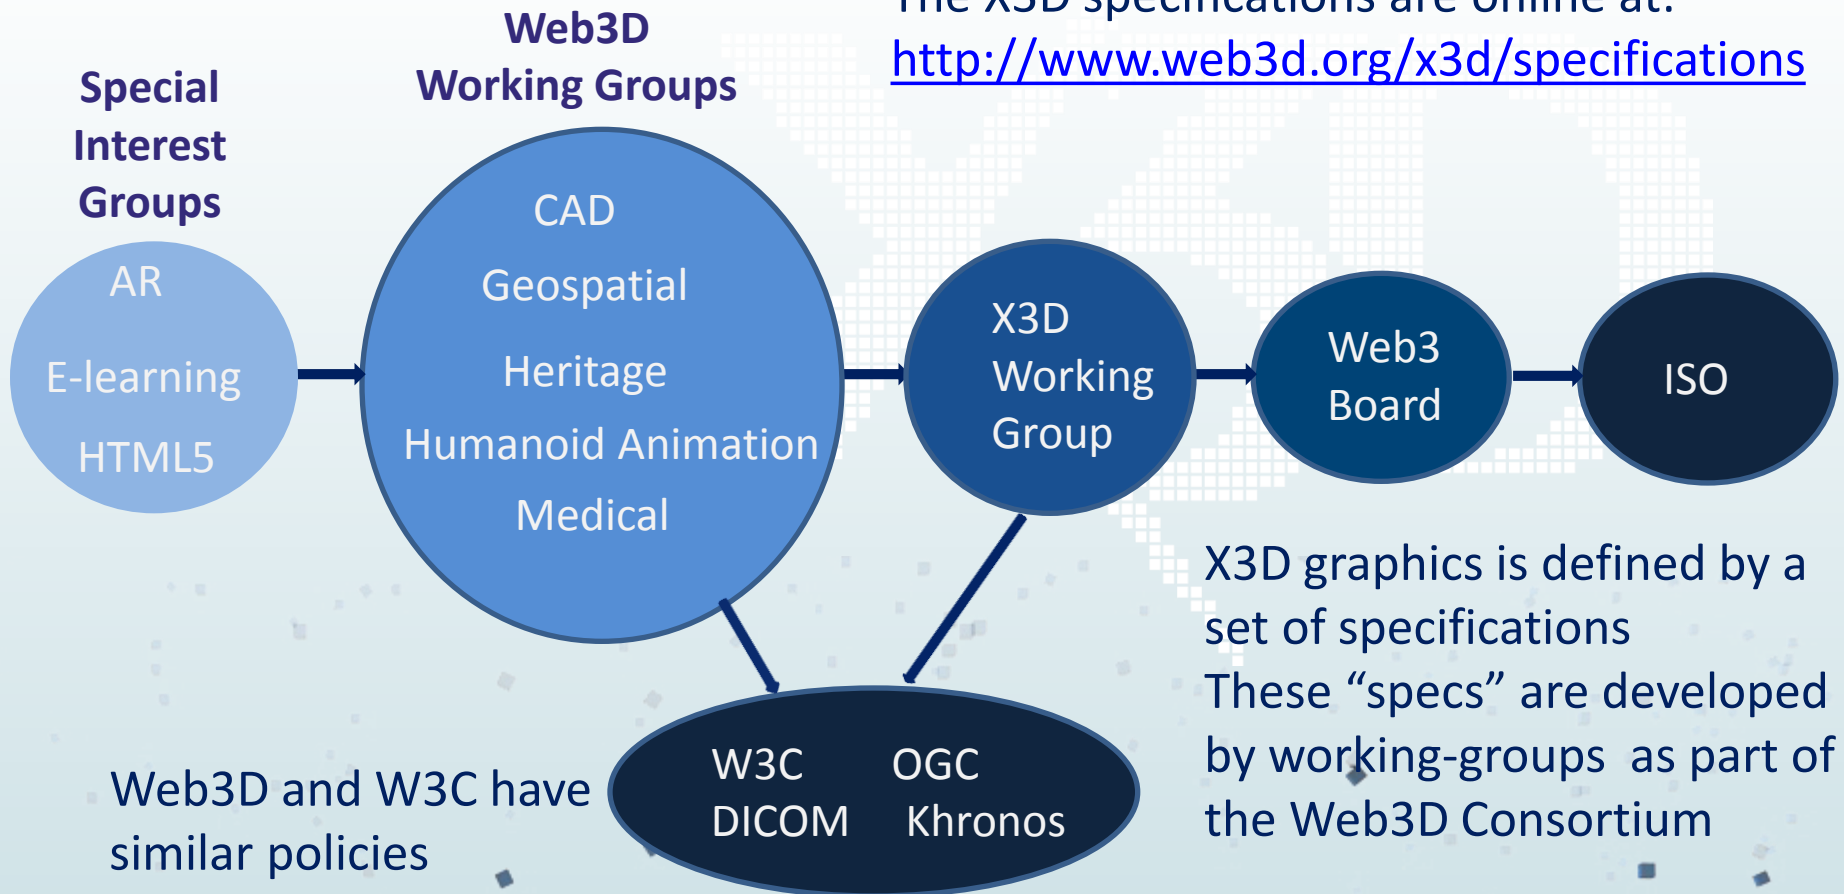 The X3D specifications are online at:
http://www.web3d.org/x3d/specifications
Special
Interest
Groups
Web3D
Working Groups
AR
E-learning
HTML5
CAD
Geospatial
Heritage
Humanoid Animation
Medical
X3D
Working
Group
Web3
Board
ISO
W3C OGC
DICOM Khronos
Web3D and W3C have
similar policies
X3D graphics is defined by a
set of specifications
These “specs” are developed
by working-groups as part of
the Web3D Consortium